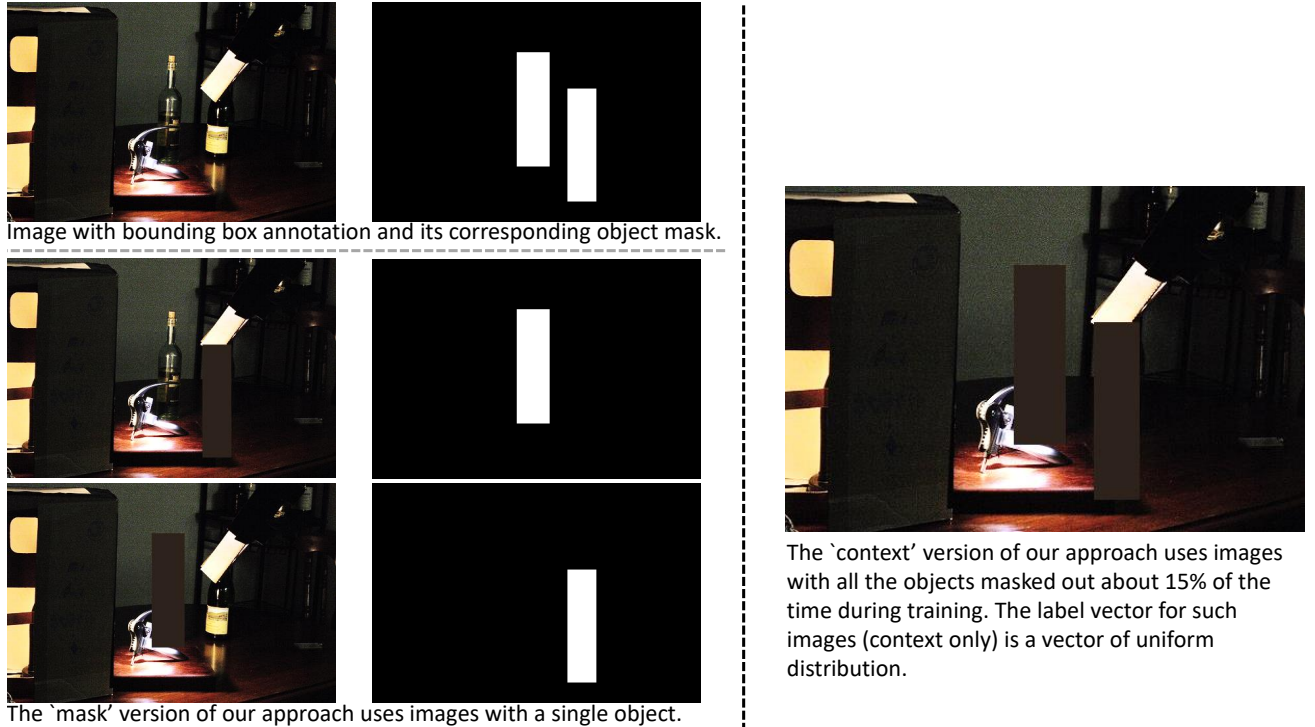 Image with bounding box annotation and its corresponding object mask.
The `mask’ version of our approach uses images with a single object.
The `context’ version of our approach uses images
with all the objects masked out about 15% of the
time during training. The label vector for such
images (context only) is a vector of uniform
distribution.